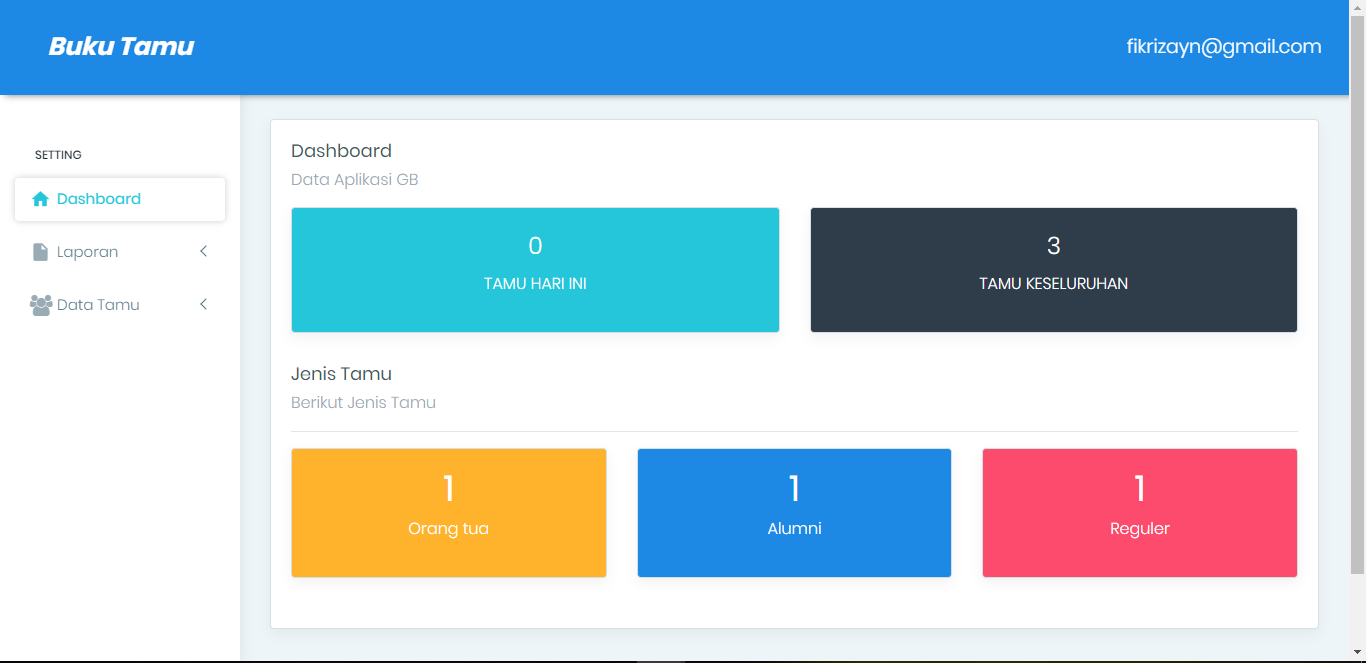 Buku Tamu
fikrizayn@gmail.com
SETTING
Dashboard
Laporan
Data Tamu
Dashboard
Data Aplikasi GB
0
TAMU HARI INI
3
TAMU KESELURUHAN
Jenis Tamu
Berikut Jenis Tamu
1
Orang tua
1
Alumni
1
Reguler